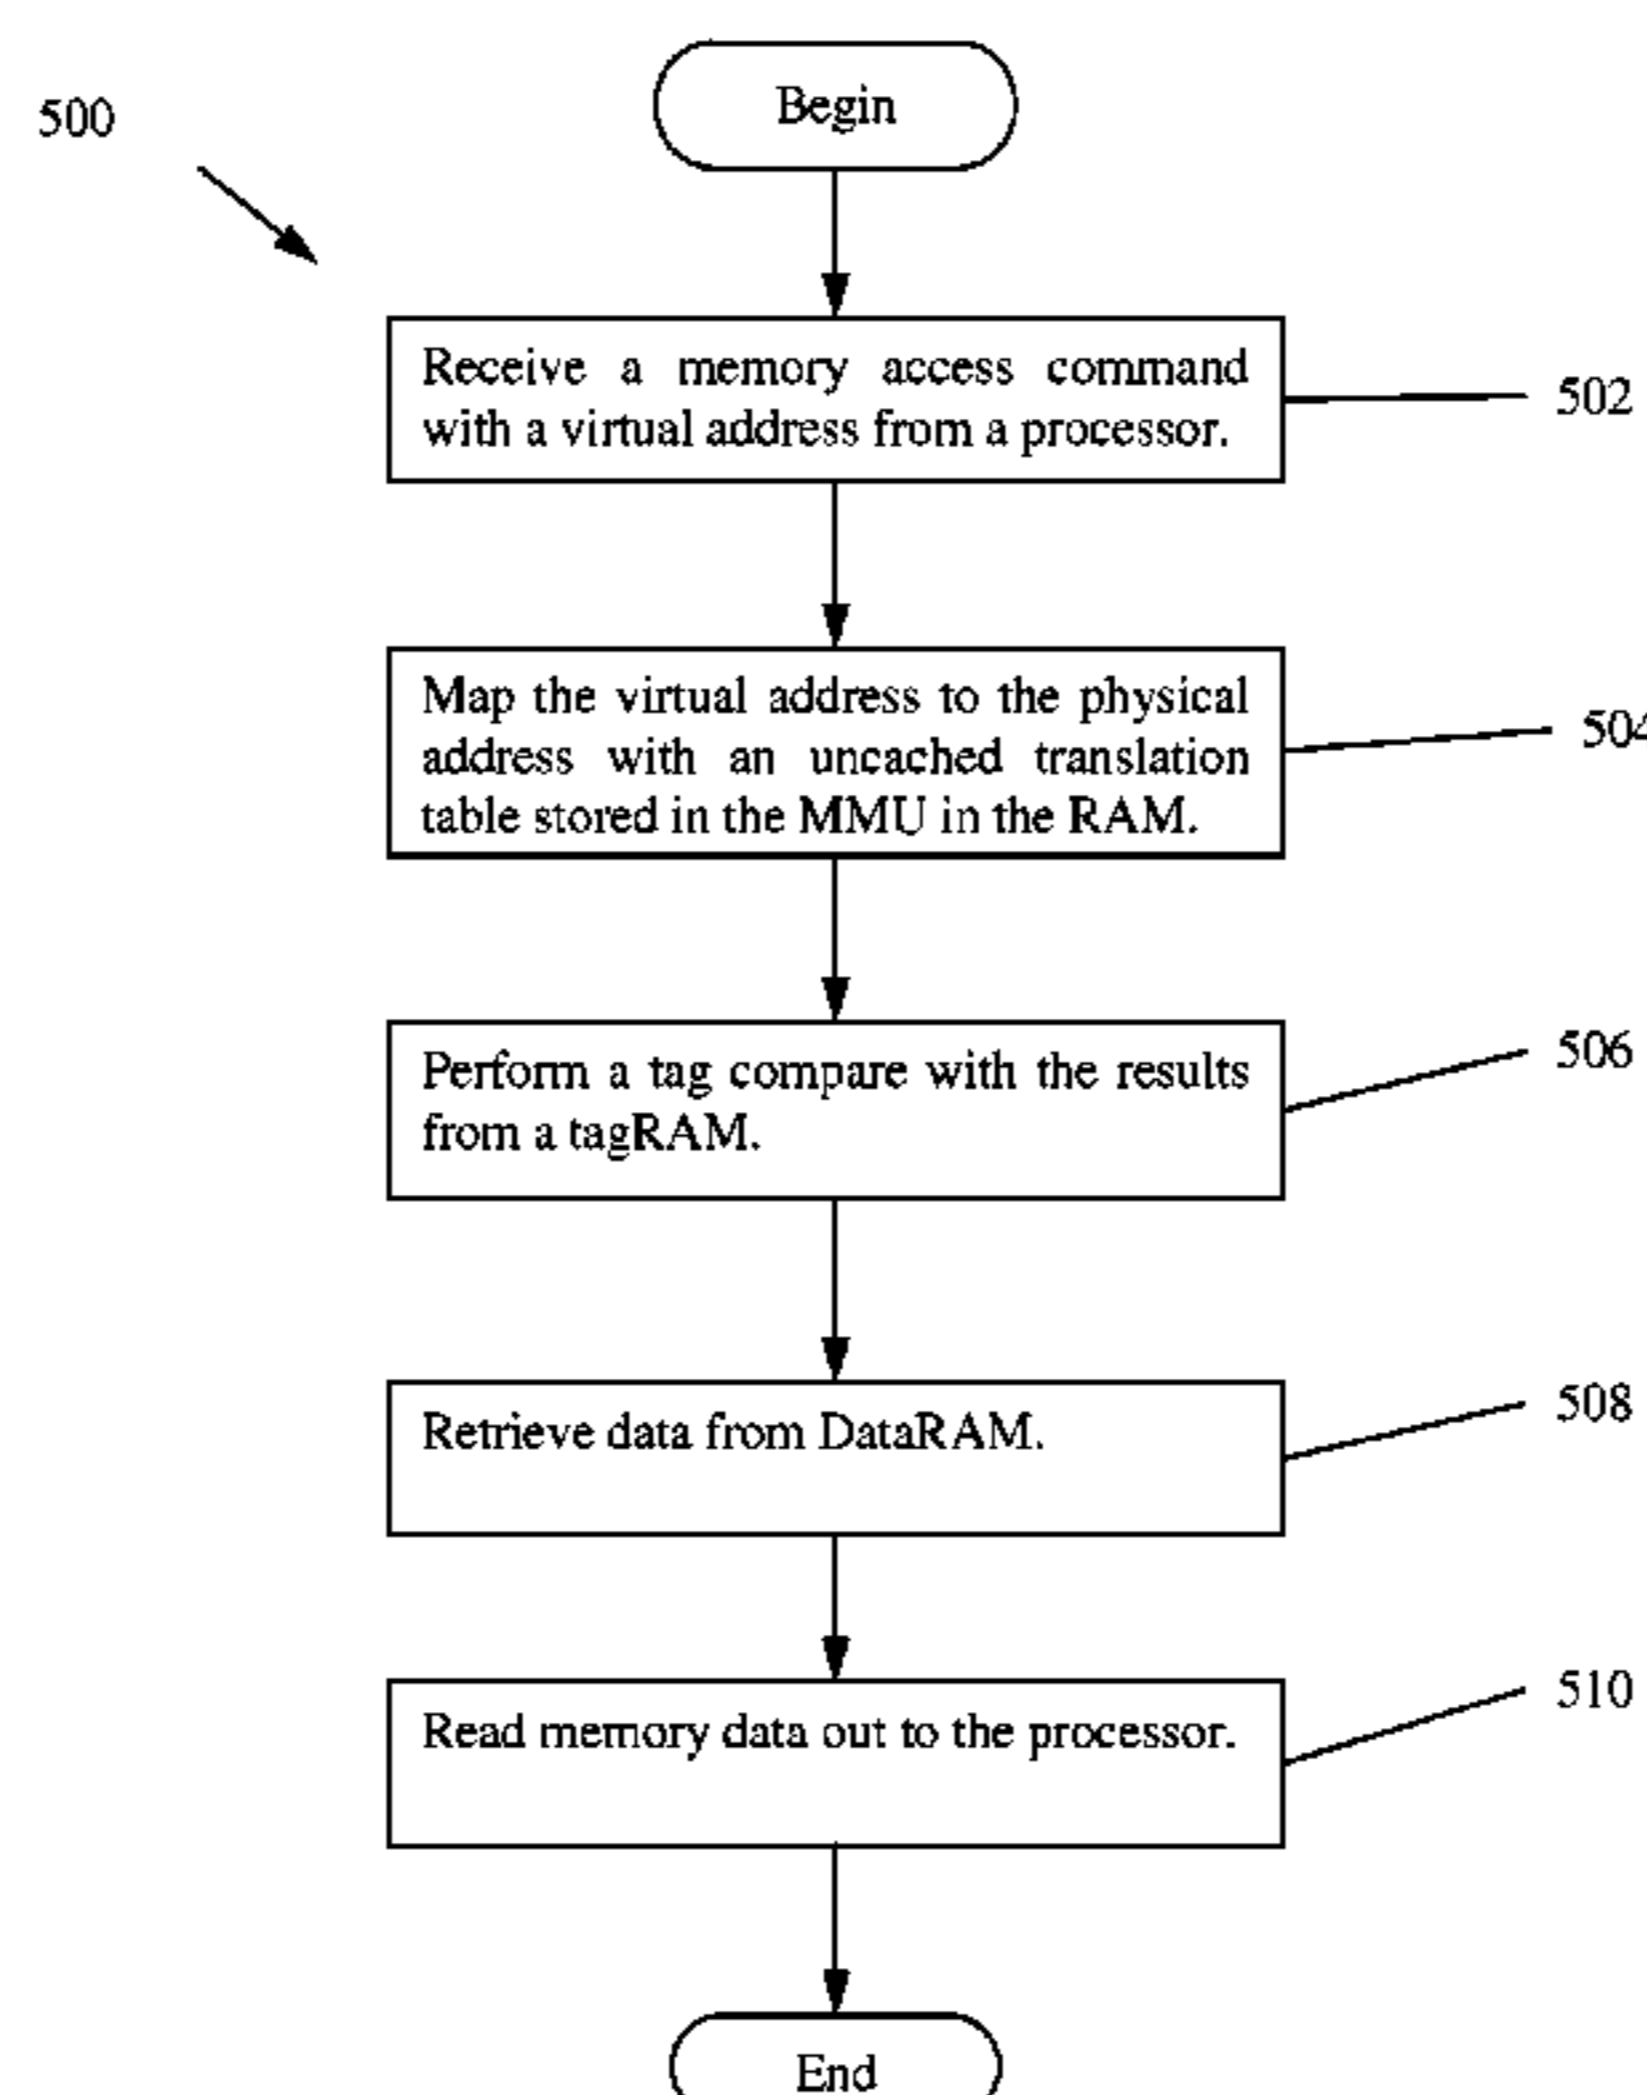 500
Begin
Receive a memory access command
with a virtual address from a processor.
502
Map the virtual address to the physical
address with an uncached translation
table stored in the MMU in the RAM.
504
Perform a tag compare with the results
from a tagRAM.
506
Retrieve data from DataRAM.
508
Read memory data out to the processor.
510
End